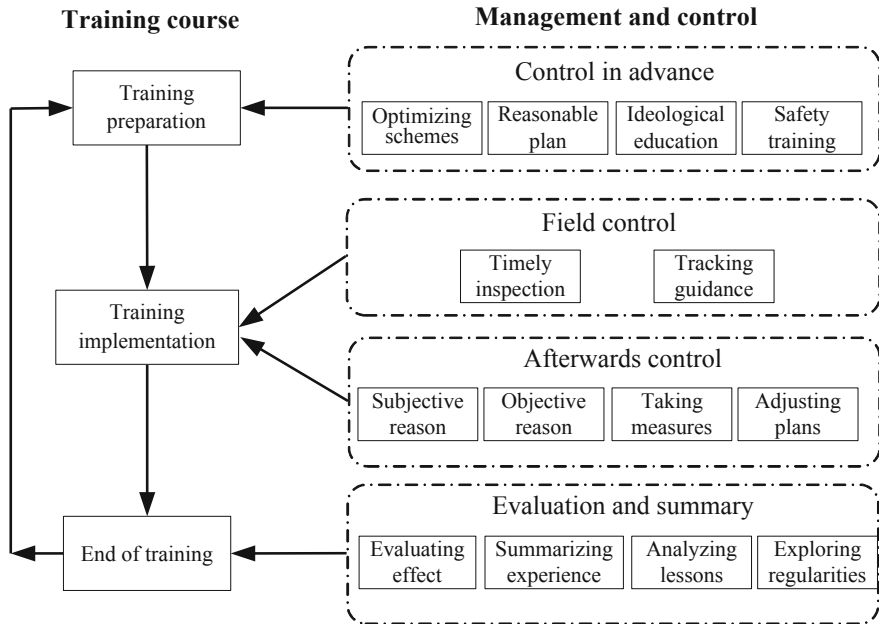 Training course
Management and control
Training
preparation
Control in advance
Optimizing
schemes
Reasonable
plan
Ideological
education
Safety
training
Field control
Timely
inspection
Tracking
guidance
Training
implementation
Afterwards control
Subjective
reason
Objective
reason
Taking
measures
Adjusting
plans
End of training
Evaluation and summary
Evaluating
effect
Summarizing
experience
Analyzing
lessons
Exploring
regularities